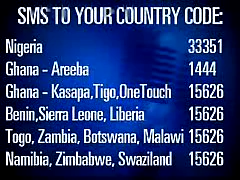 SMS TO YOUR COUNTRY CODE:
Nigeria 33351
Ghana - Areeba 1444
Ghana - Kasapa,Tigo,OneTouch 15626
Benin,Sierra Leone, Liberia 15626
Togo, Zambia, Botswana, Malawi 15626
Namibia, Zimbabwe, Swaziland 15626